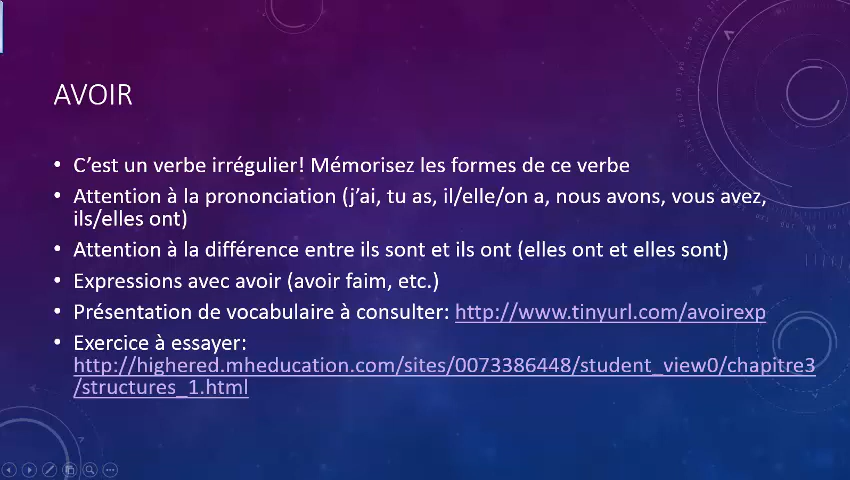 AVOIR
• C'est un verbe irrégulier! Mémorisez les formes de ce verbe
• Attention à la prononciation (j'ai, tu as, il/elle/on a, nous avons, vous avez,
ils/elles ont)
• Attention à la différence entre ils sont et ils ont (elles ont et elles sont)
• Expressions avec avoir (avoir faim, etc.)
• Présentation de vocabulaire à consulter: http://www.tinyurl.com/avoirexp
• Exercice à essayer:
http://highered.mheducation.com/sites/0073386448/student_view0/chapitre3
/structures_1.html